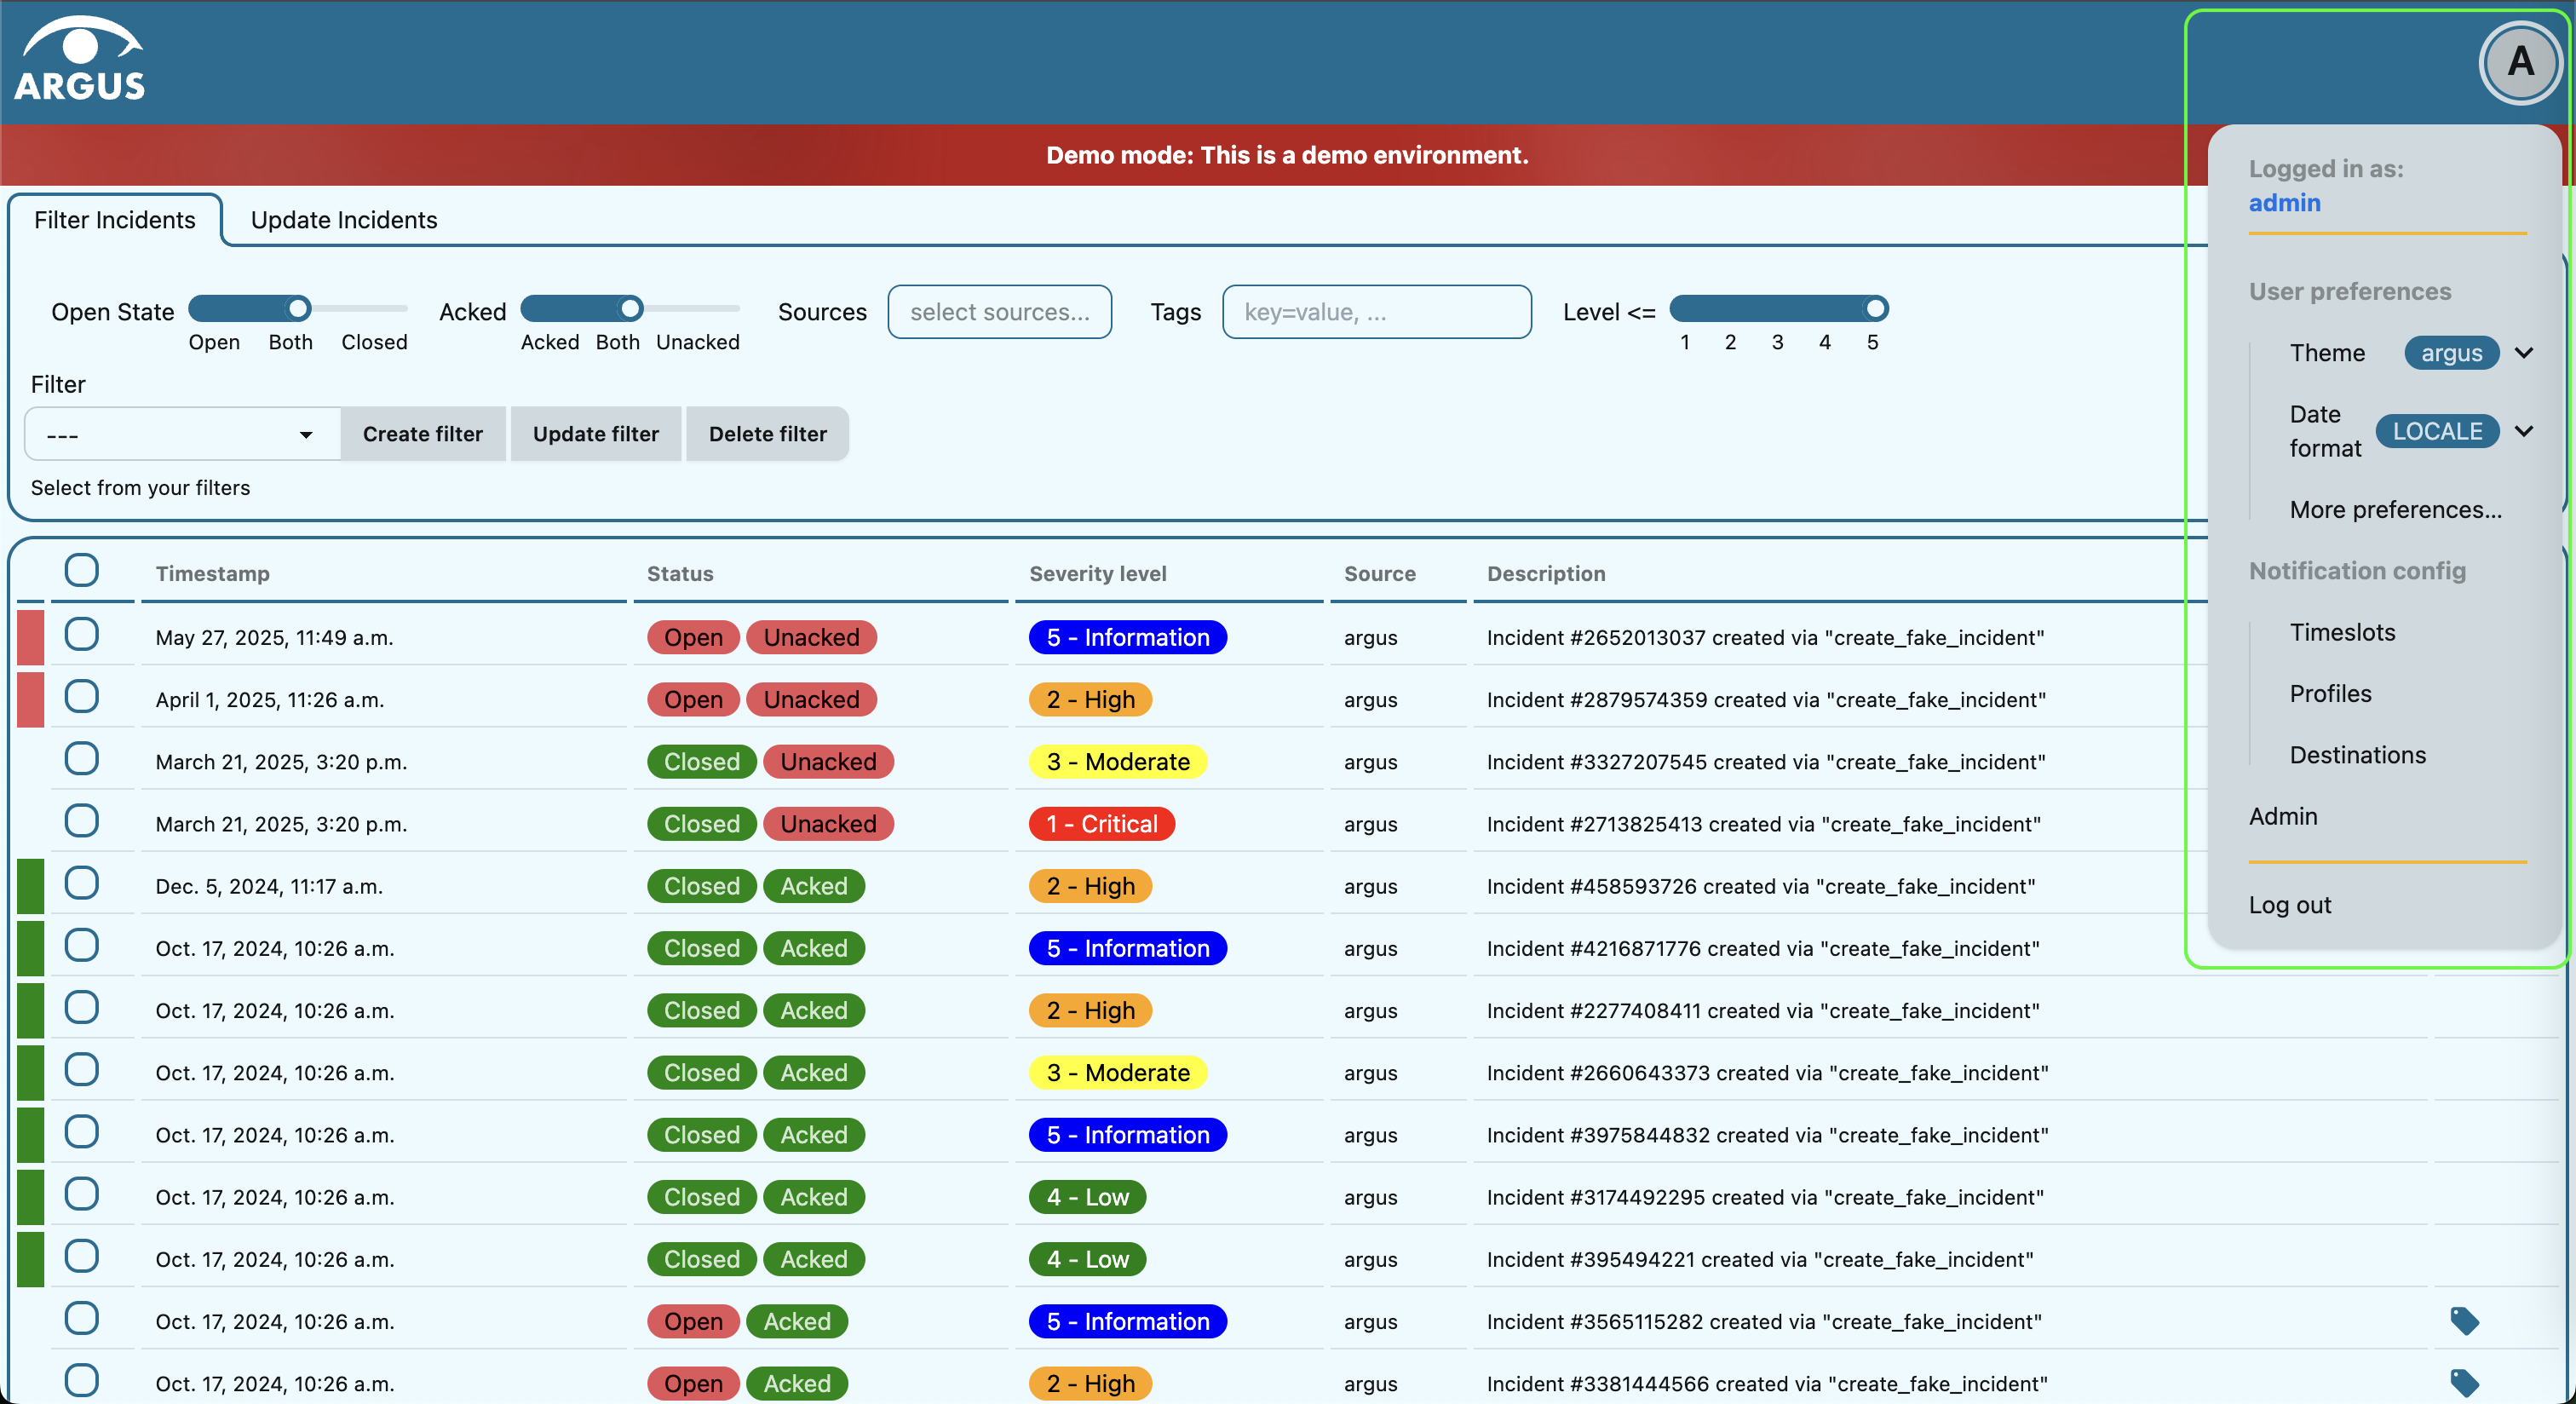 ARGUS
A
Demo mode: This is a demo environment.
Logged in as:
admin
User preferences
Theme argus
Date format LOCALE
More preferences...
Notification config
Timeslots
Profiles
Destinations
Admin
Log out
Filter Incidents Update Incidents
Open State Open Both Closed
Acked Acked Both Unacked
Sources select sources...
Tags key=value, ...
Level <= 1 2 3 4 5
Filter
--- Create filter Update filter Delete filter
Select from your filters
Timestamp Status Severity level Source Description
May 27, 2025, 11:49 a.m. Open Unacked 5 - Information argus Incident #2652013037 created via "create_fake_incident"
April 1, 2025, 11:26 a.m. Open Unacked 2 - High argus Incident #2879574359 created via "create_fake_incident"
March 21, 2025, 3:20 p.m. Closed Unacked 3 - Moderate argus Incident #3327207545 created via "create_fake_incident"
March 21, 2025, 3:20 p.m. Closed Unacked 1 - Critical argus Incident #2713825413 created via "create_fake_incident"
Dec. 5, 2024, 11:17 a.m. Closed Acked 2 - High argus Incident #458593726 created via "create_fake_incident"
Oct. 17, 2024, 10:26 a.m. Closed Acked 5 - Information argus Incident #4216871776 created via "create_fake_incident"
Oct. 17, 2024, 10:26 a.m. Closed Acked 2 - High argus Incident #2277408411 created via "create_fake_incident"
Oct. 17, 2024, 10:26 a.m. Closed Acked 3 - Moderate argus Incident #2660643373 created via "create_fake_incident"
Oct. 17, 2024, 10:26 a.m. Closed Acked 5 - Information argus Incident #3975844832 created via "create_fake_incident"
Oct. 17, 2024, 10:26 a.m. Closed Acked 4 - Low argus Incident #3174492295 created via "create_fake_incident"
Oct. 17, 2024, 10:26 a.m. Closed Acked 4 - Low argus Incident #395494221 created via "create_fake_incident"
Oct. 17, 2024, 10:26 a.m. Open Acked 5 - Information argus Incident #3565115282 created via "create_fake_incident"
Oct. 17, 2024, 10:26 a.m. Open Acked 2 - High argus Incident #3381444566 created via "create_fake_incident"